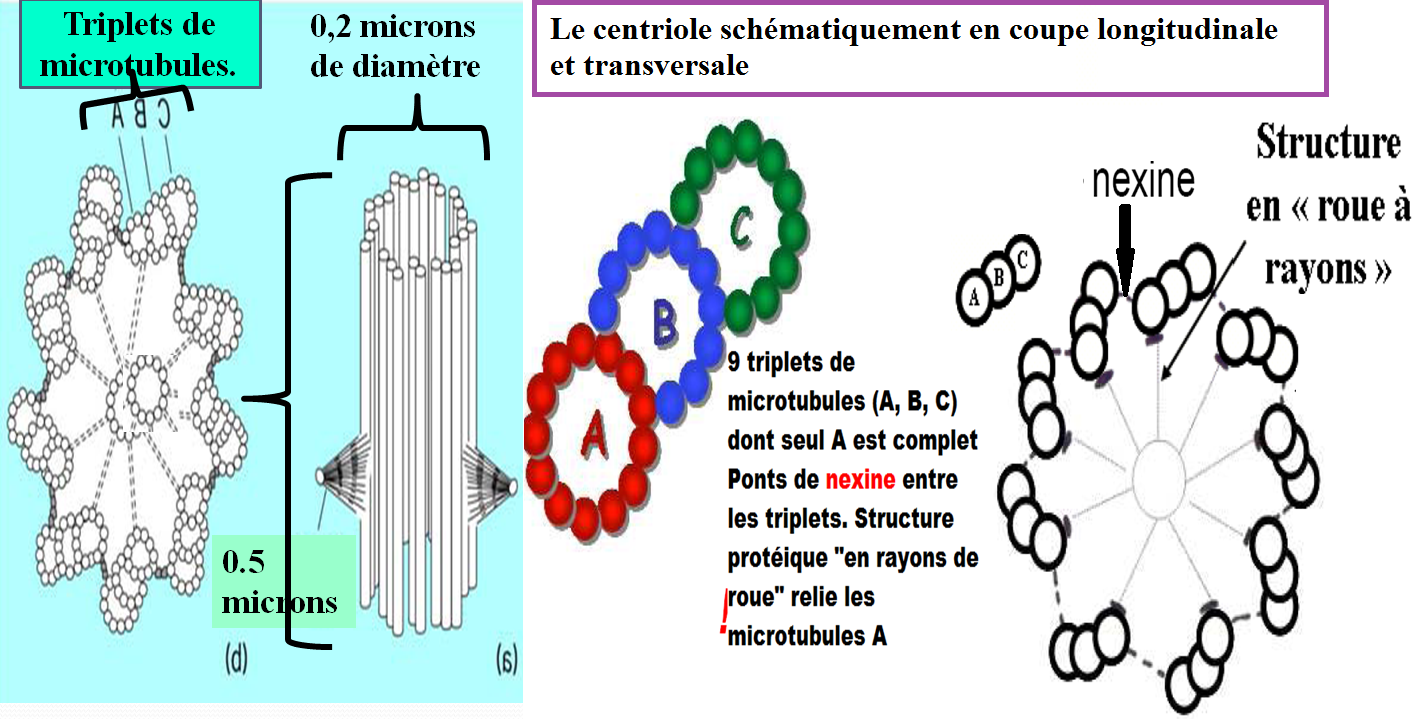 Triplets de
microtubules.
0,2 microns
de diamètre
Le centriole schématiquement en coupe longitudinale
et transversale
A B C
0.5
microns
(b)
(a)
C
B
A
9 triplets de
microtubules (A, B, C)
dont seul A est complet
Ponts de nexine entre
les triplets. Structure
protéique "en rayons de
roue" relie les
microtubules A
!
nexine
Structure
en « roue à
rayons »
A B C